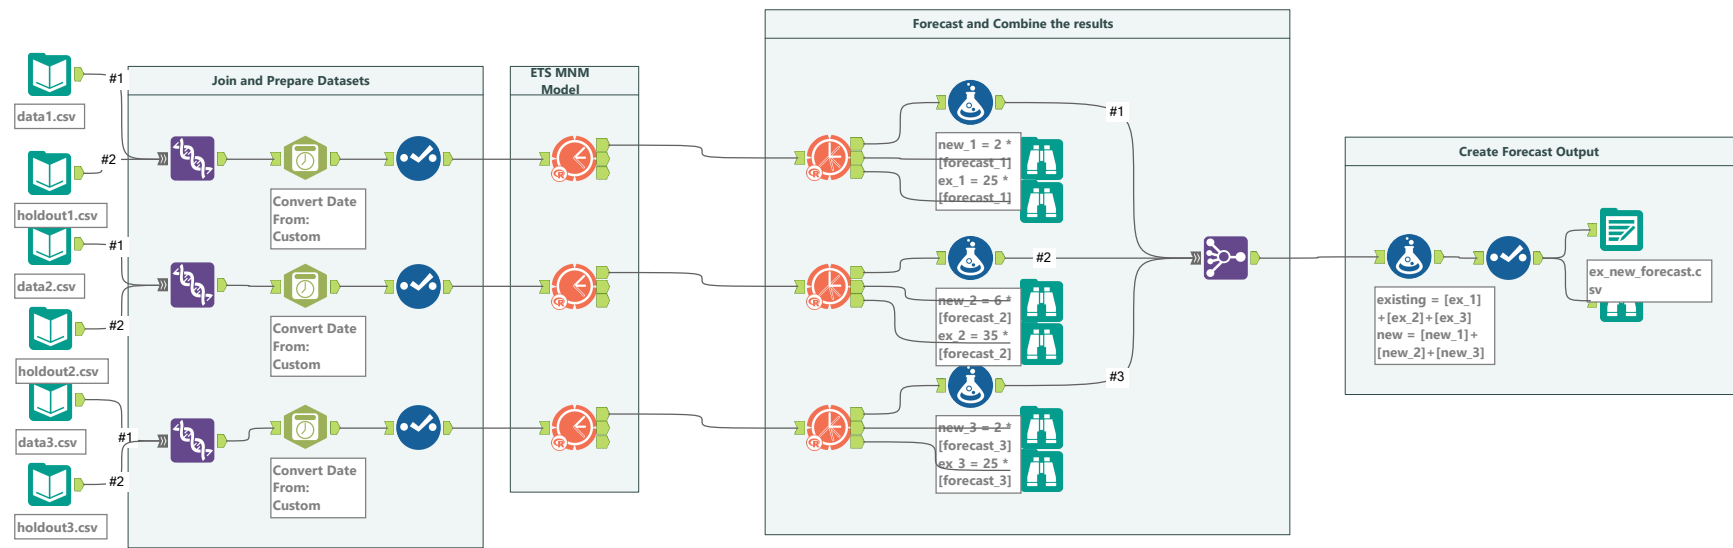 Forecast and Combine the results
Join and Prepare Datasets
ETS MNM
Model
Create Forecast Output
#1
data1.csv
#2
holdout1.csv
#1
data2.csv
#2
holdout2.csv
data3.csv
#1
#2
holdout3.csv
Convert Date
From:
Custom
Convert Date
From:
Custom
Convert Date
From:
Custom
new_1 = 2 *
[forecast_1]
ex_1 = 25 *
[forecast_1]
#1
new_2 = 6 *
[forecast_2]
ex_2 = 35 *
[forecast_2]
#2
new_3 = 2 *
[forecast_3]
ex_3 = 25 *
[forecast_3]
#3
existing = [ex_1]
+[ex_2]+[ex_3]
new = [new_1]+
[new_2]+[new_3]
ex_new_forecast.c
sv